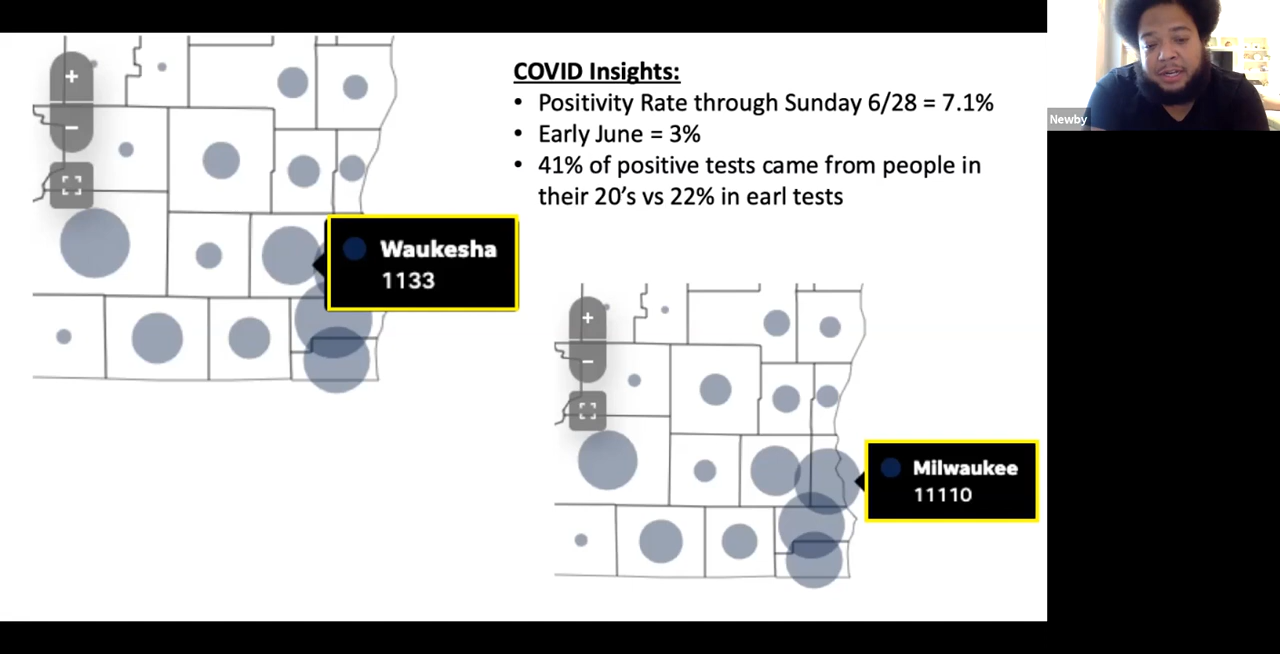 COVID Insights:
• Positivity Rate through Sunday 6/28 = 7.1%
• Early June = 3%
• 41% of positive tests came from people in
their 20's vs 22% in earl tests
+
−
Waukesha
1133
+
−
Milwaukee
11110
Newby